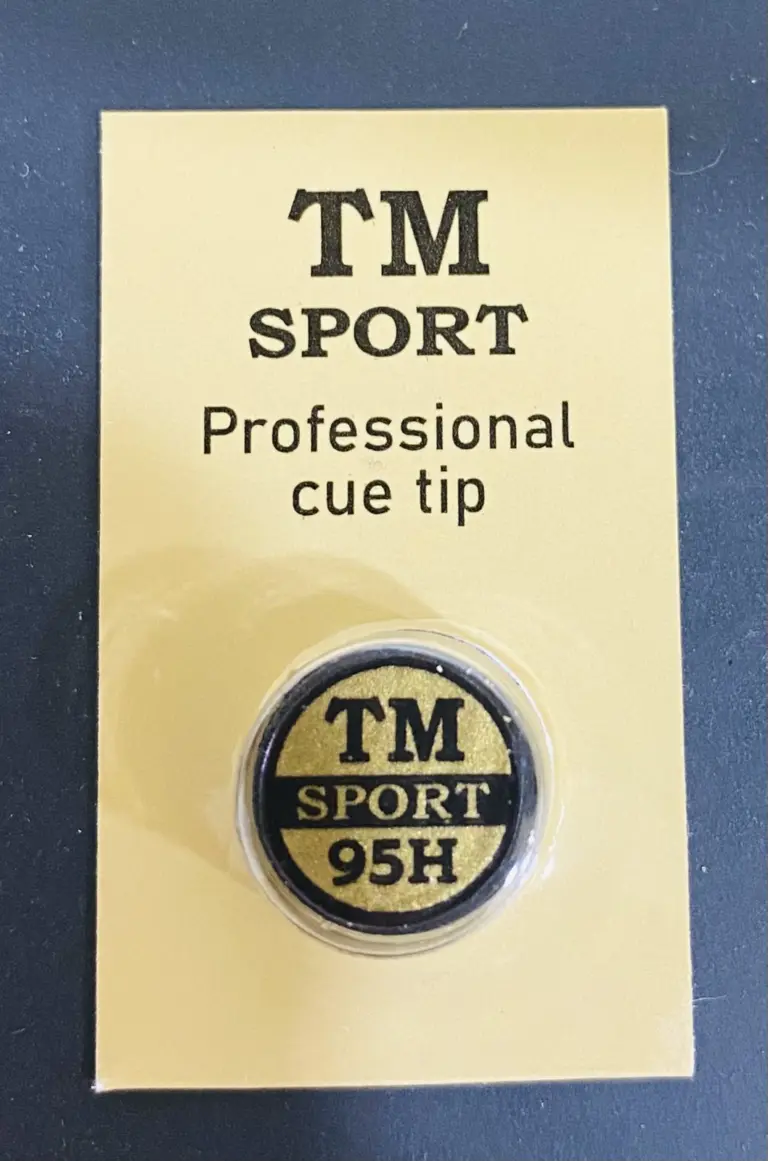 TM
SPORT
Professional
cue tip
TM
SPORT
95H